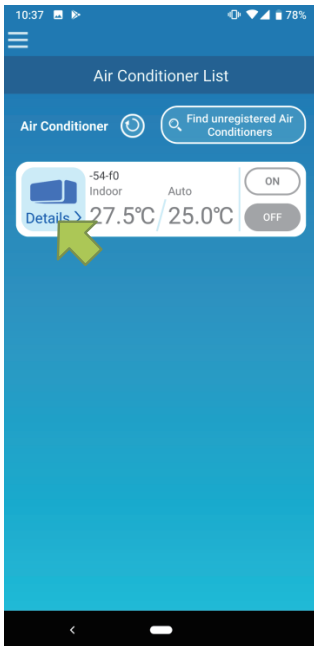 10:37 78%
Air Conditioner List
Air Conditioner
Find unregistered Air
Conditioners
-54-f0
Indoor Auto
27.5℃ 25.0℃
Details >
ON
OFF